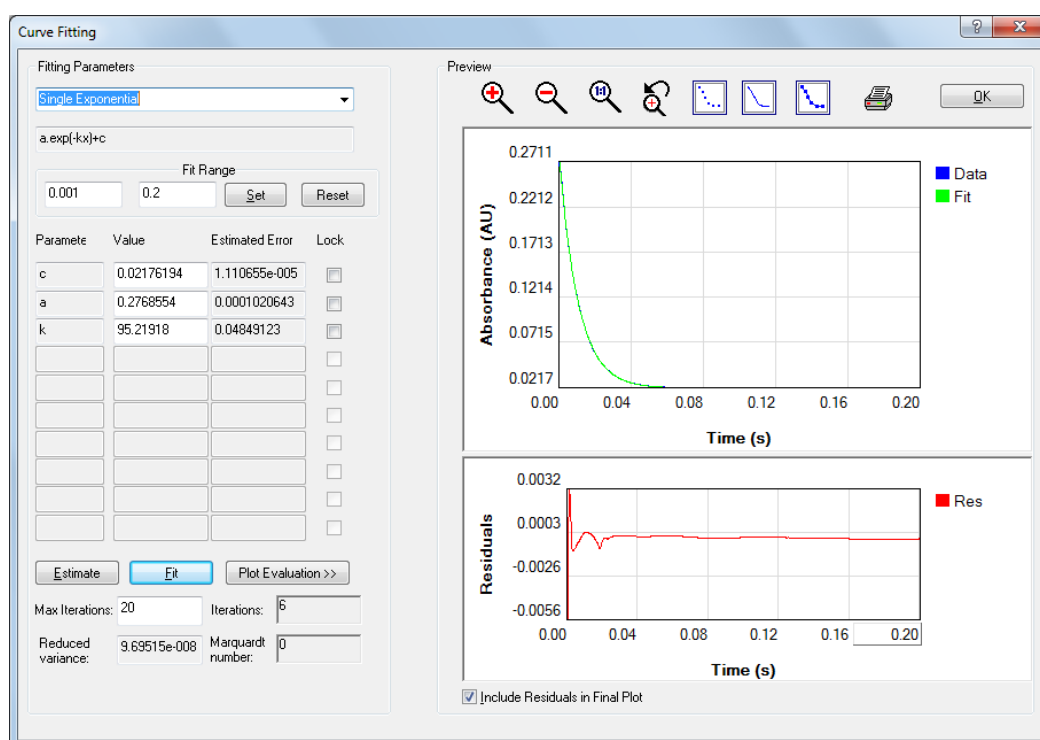 Curve Fitting
Fitting Parameters
Single Exponential
a.exp(-kx)+c
Fit Range
0.001 0.2 Set Reset
Paramete Value Estimated Error Lock
c 0.02176194 1.110655e-005
a 0.2768554 0.0001020643
k 95.21918 0.04849123
Estimate Fit Plot Evaluation >>
Max Iterations: 20 Iterations: 6
Reduced variance: 9.69515e-008 Marquardt number: 0
Preview
1:1
OK
0.2711
0.2212
0.1713
0.1214
0.0715
0.0217
Absorbance (AU)
0.00 0.04 0.08 0.12 0.16 0.20
Time (s)
Data
Fit
0.0032
0.0003
-0.0026
-0.0056
Residuals
0.00 0.04 0.08 0.12 0.16 0.20
Time (s)
Res
Include Residuals in Final Plot